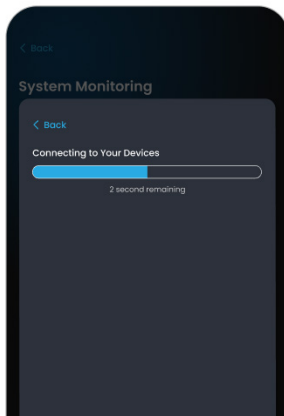 Back
System Monitoring
Back
Connecting to Your Devices
2 second remaining